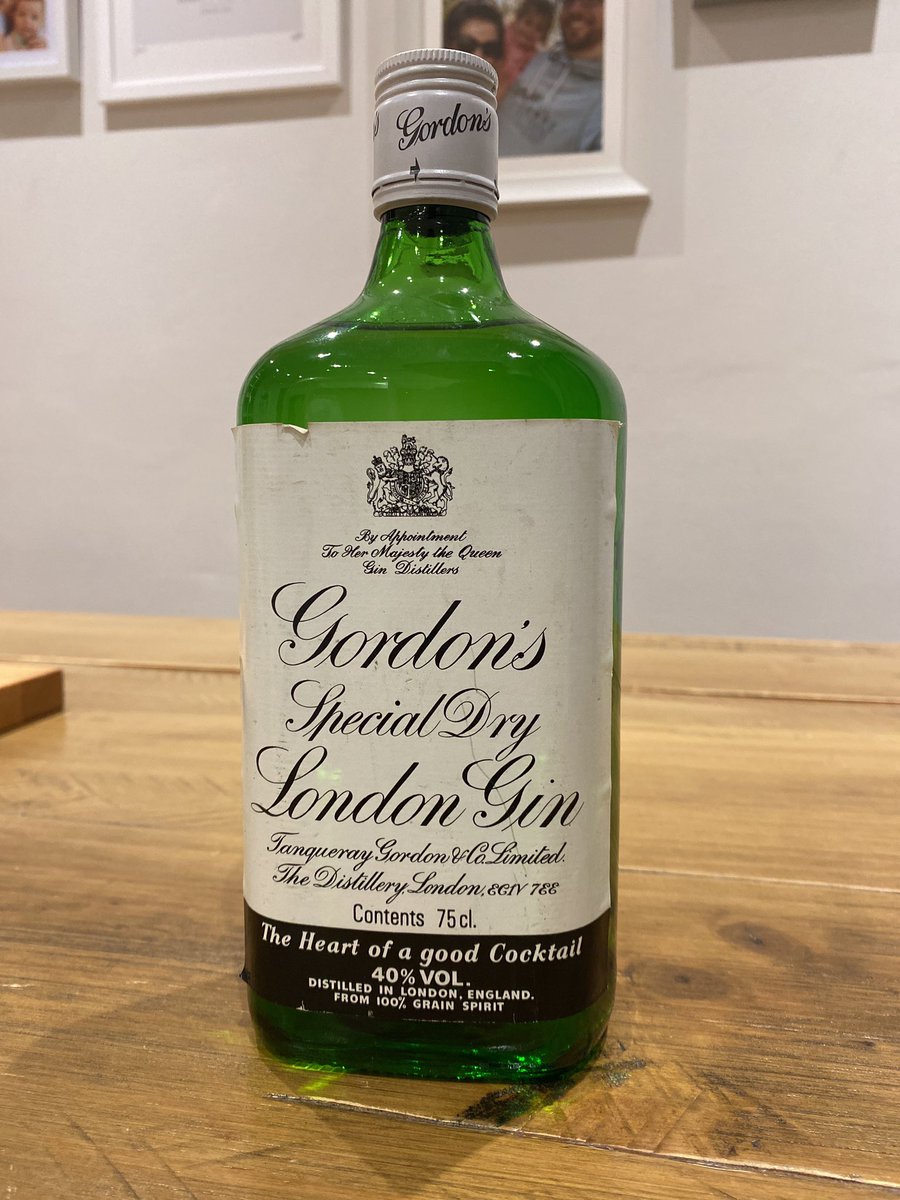 Gordon's
By Appointment
To Her Majesty the Queen
Gin Distillers
Gordon's
Special Dry
London Gin
Tanqueray Gordon & Co. Limited.
The Distillery, London, EC1V 7EE
Contents 75cl.
The Heart of a good Cocktail
40% VOL.
DISTILLED IN LONDON, ENGLAND.
FROM 100% GRAIN SPIRIT